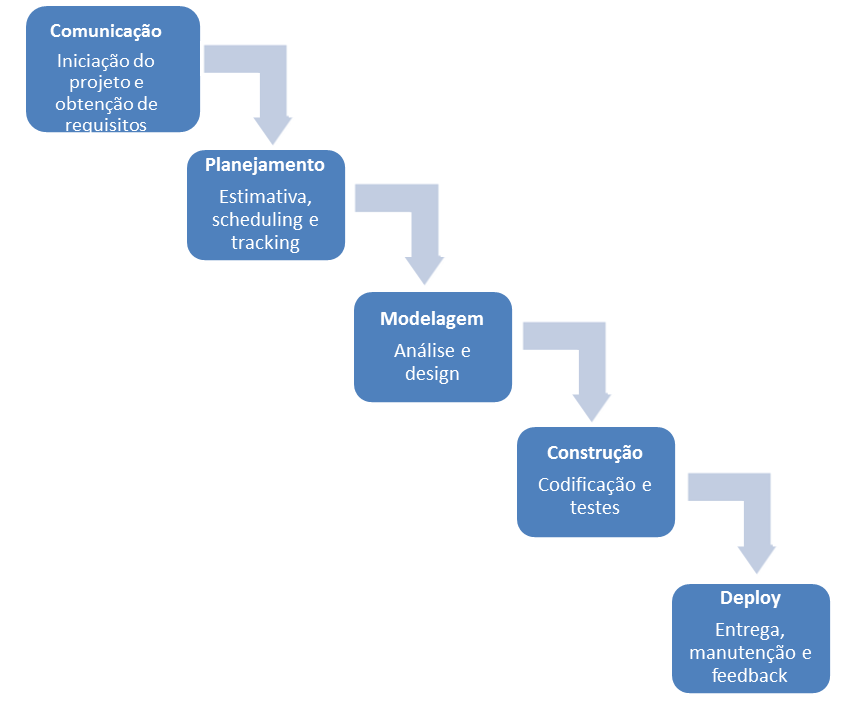 Comunicação
Iniciação do
projeto e
obtenção de
requisitos
Planejamento
Estimativa,
scheduling e
tracking
Modelagem
Análise e
design
Construção
Codificação e
testes
Deploy
Entrega,
manutenção e
feedback